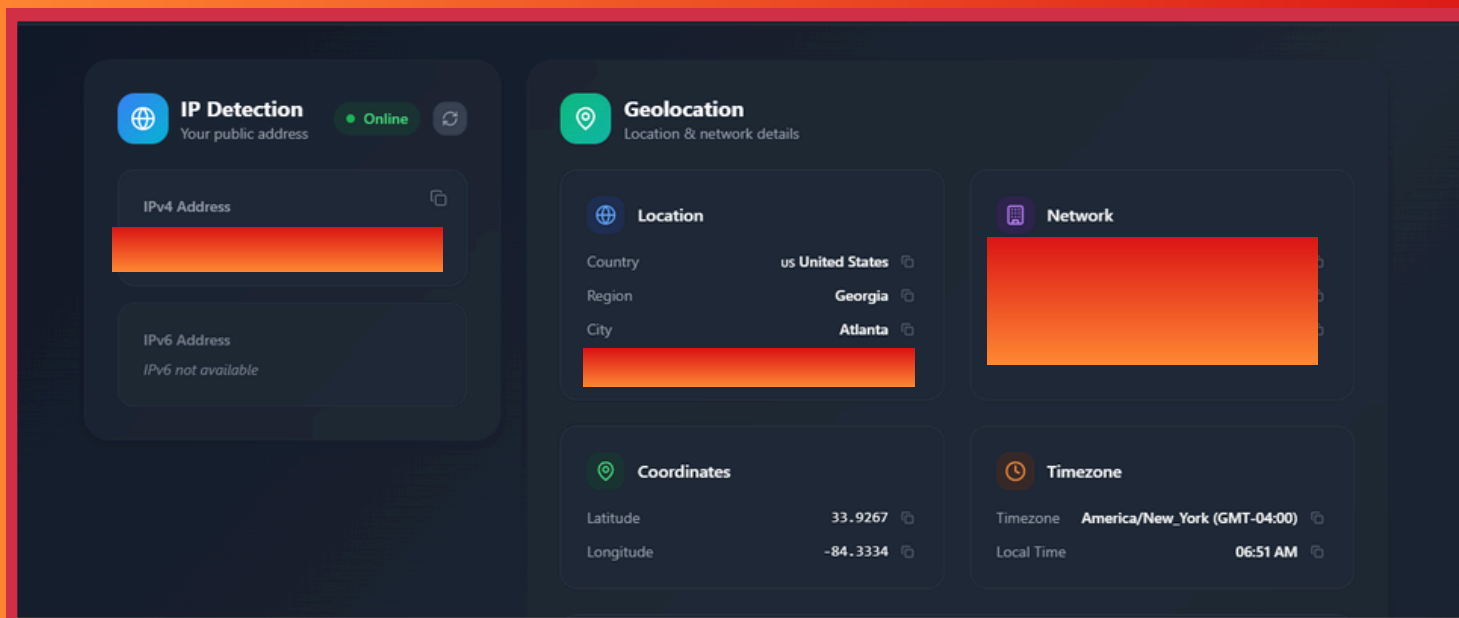 IP Detection
Your public address
Online
IPv4 Address
IPv6 Address
IPv6 not available
Geolocation
Location & network details
Location
Country us United States
Region Georgia
City Atlanta
Network
Coordinates
Latitude 33.9267
Longitude -84.3334
Timezone
Timezone America/New_York (GMT-04:00)
Local Time 06:51 AM